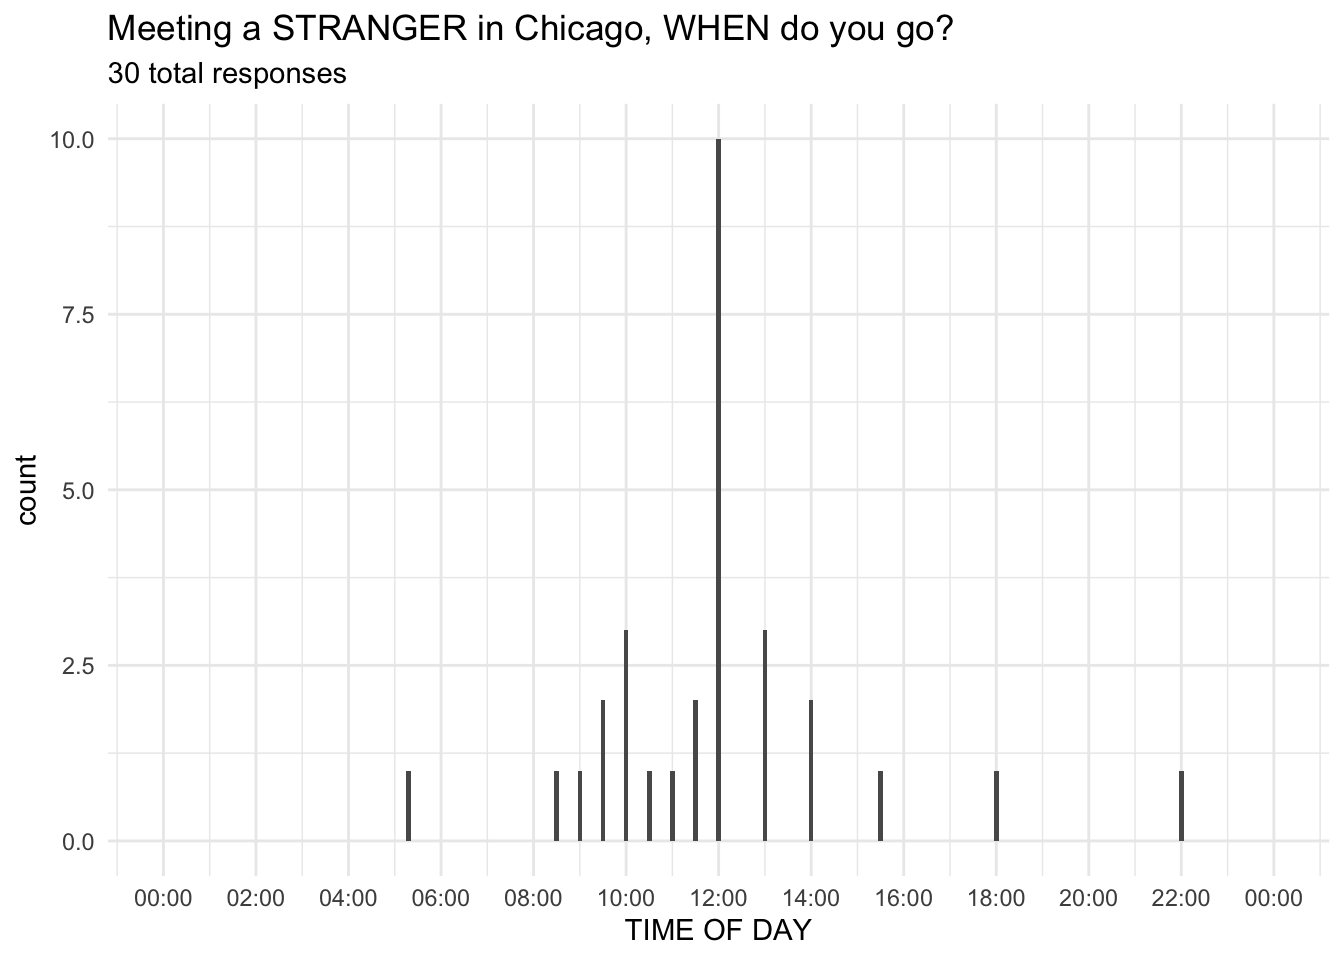 Meeting a STRANGER in Chicago, WHEN do you go?
30 total responses
10.0
7.5
5.0
2.5
0.0
count
00:00 02:00 04:00 06:00 08:00 10:00 12:00 14:00 16:00 18:00 20:00 22:00 00:00
TIME OF DAY